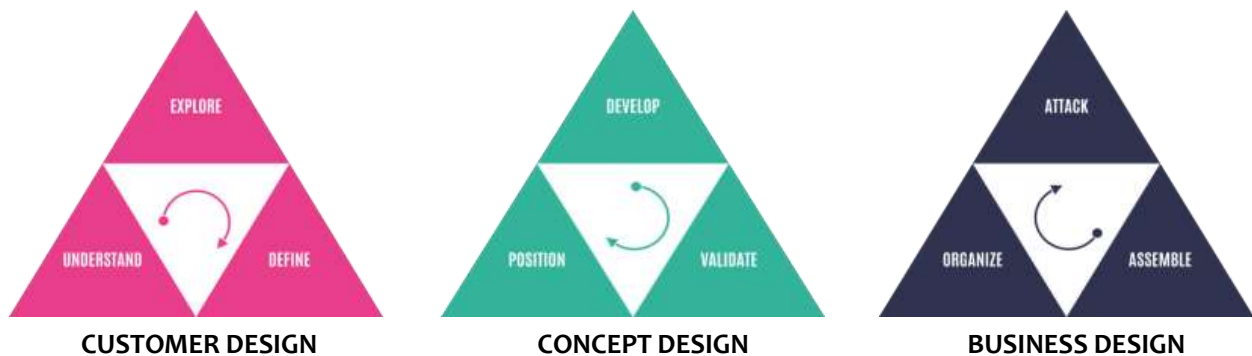 EXPLORE
UNDERSTAND
DEFINE
CUSTOMER DESIGN
DEVELOP
POSITION
VALIDATE
CONCEPT DESIGN
ATTACK
ORGANIZE
ASSEMBLE
BUSINESS DESIGN